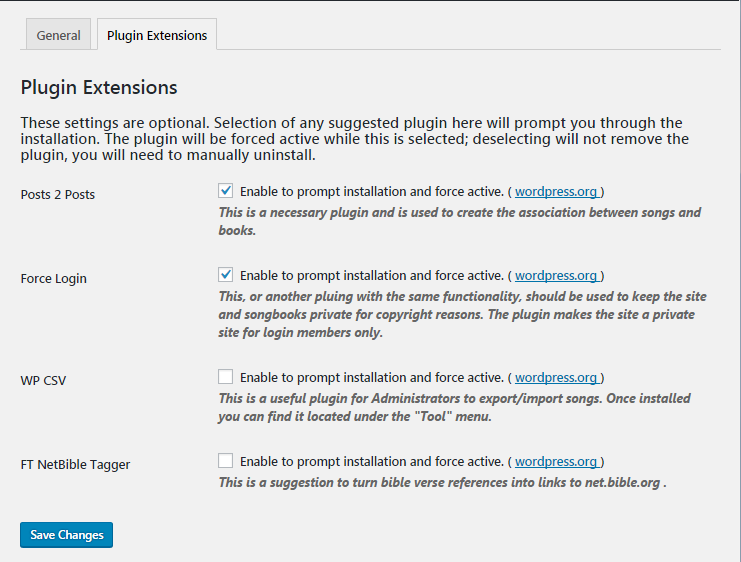 General
Plugin Extensions
Plugin Extensions
These settings are optional. Selection of any suggested plugin here will prompt you through the
installation. The plugin will be forced active while this is selected; deselecting will not remove the
plugin, you will need to manually uninstall.
Posts 2 Posts
Enable to prompt installation and force active. ( wordpress.org )
This is a necessary plugin and is used to create the association between songs and
books.
Force Login
Enable to prompt installation and force active. ( wordpress.org )
This, or another pluing with the same functionality, should be used to keep the site
and songbooks private for copyright reasons. The plugin makes the site a private
site for login members only.
WP CSV
Enable to prompt installation and force active. ( wordpress.org )
This is a useful plugin for Administrators to export/import songs. Once installed
you can find it located under the "Tool" menu.
FT NetBible Tagger
Enable to prompt installation and force active. ( wordpress.org )
This is a suggestion to turn bible verse references into links to net.bible.org .
Save Changes